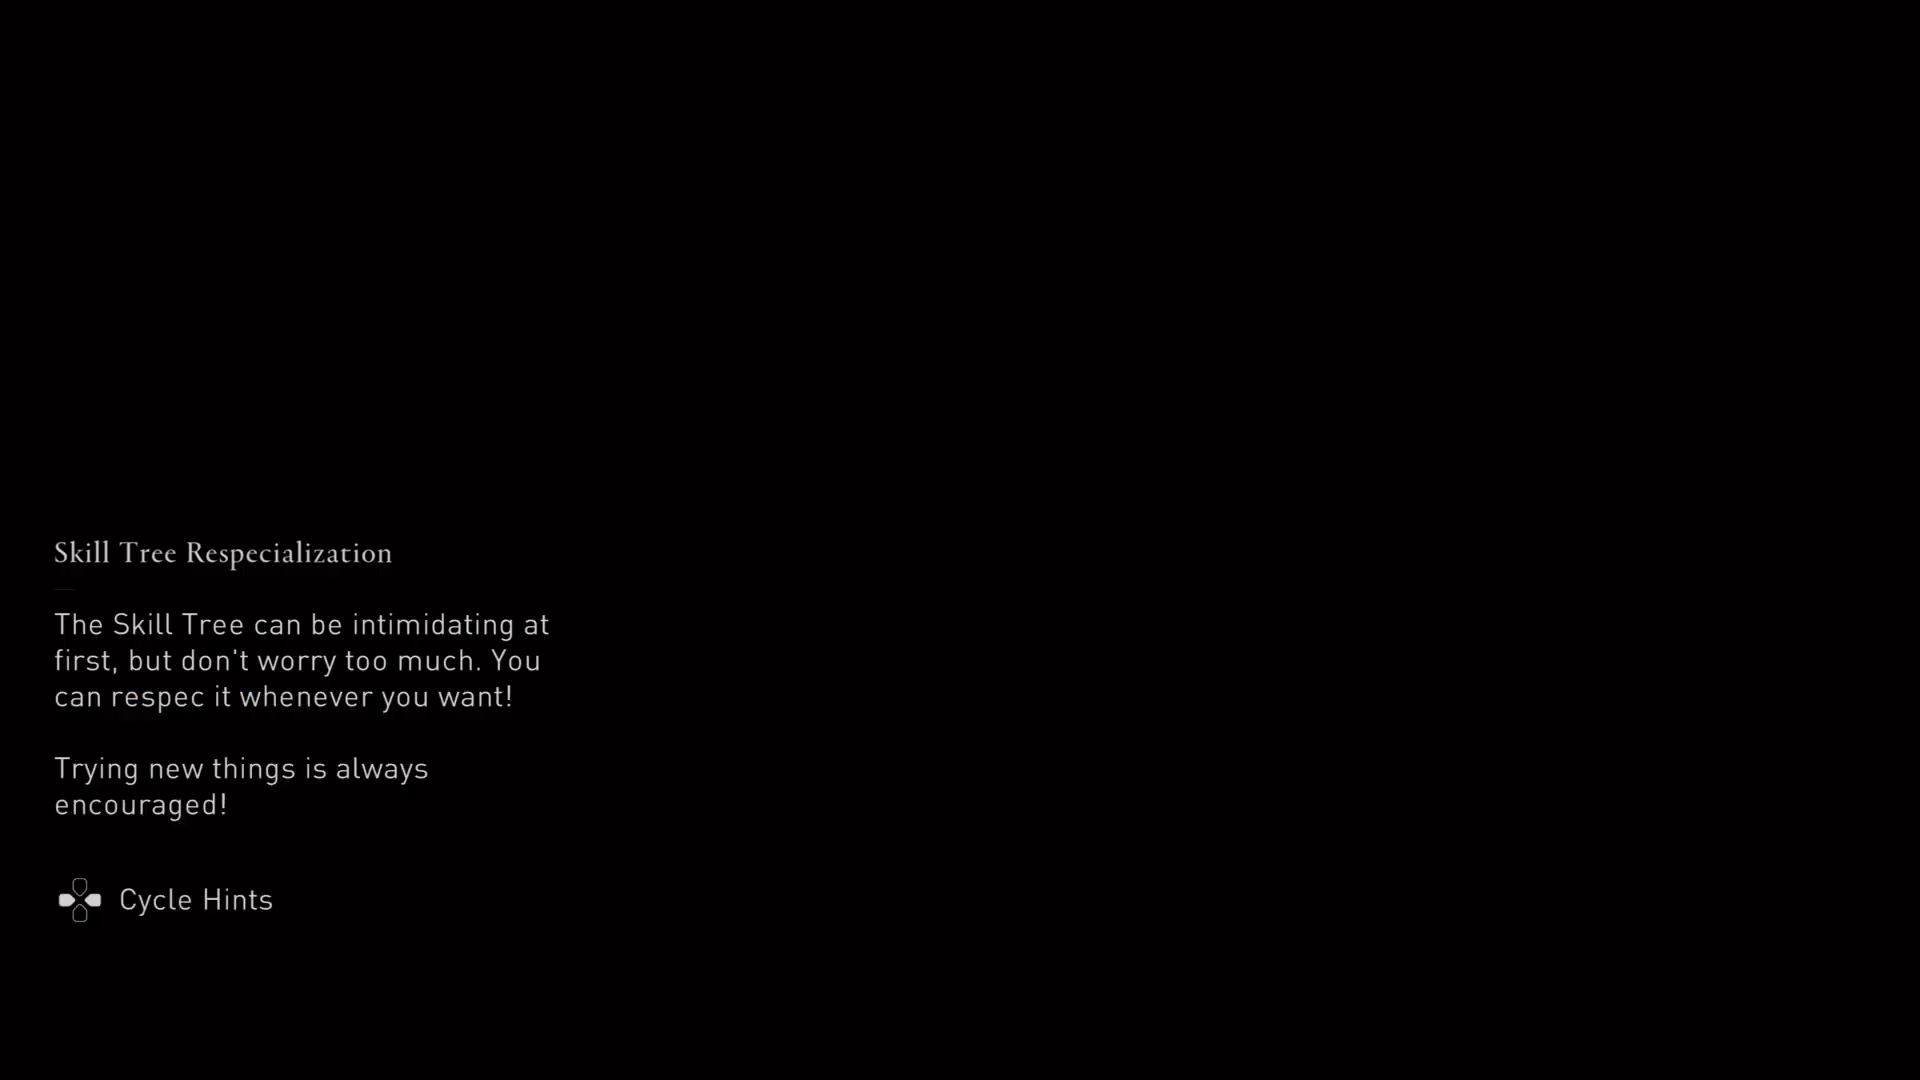 Skill Tree Respecialization
The Skill Tree can be intimidating at
first, but don't worry too much. You
can respec it whenever you want!
Trying new things is always
encouraged!
Cycle Hints